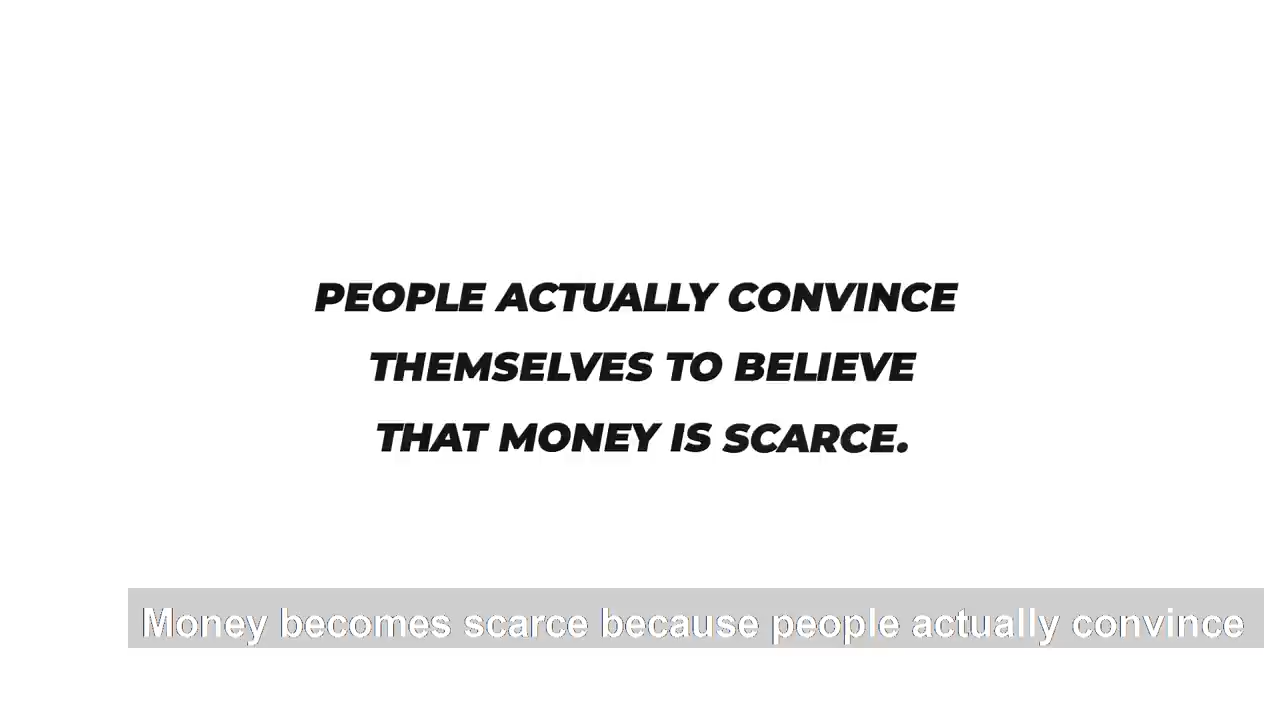 PEOPLE ACTUALLY CONVINCE
THEMSELVES TO BELIEVE
THAT MONEY IS SCARCE.
Money becomes scarce because people actually convince